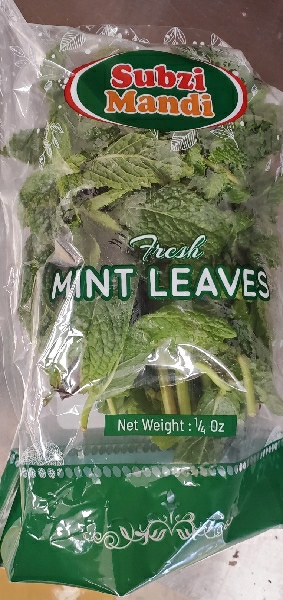 Subzi
Mandi
Fresh
MINT LEAVES
Net Weight : 1/4 Oz